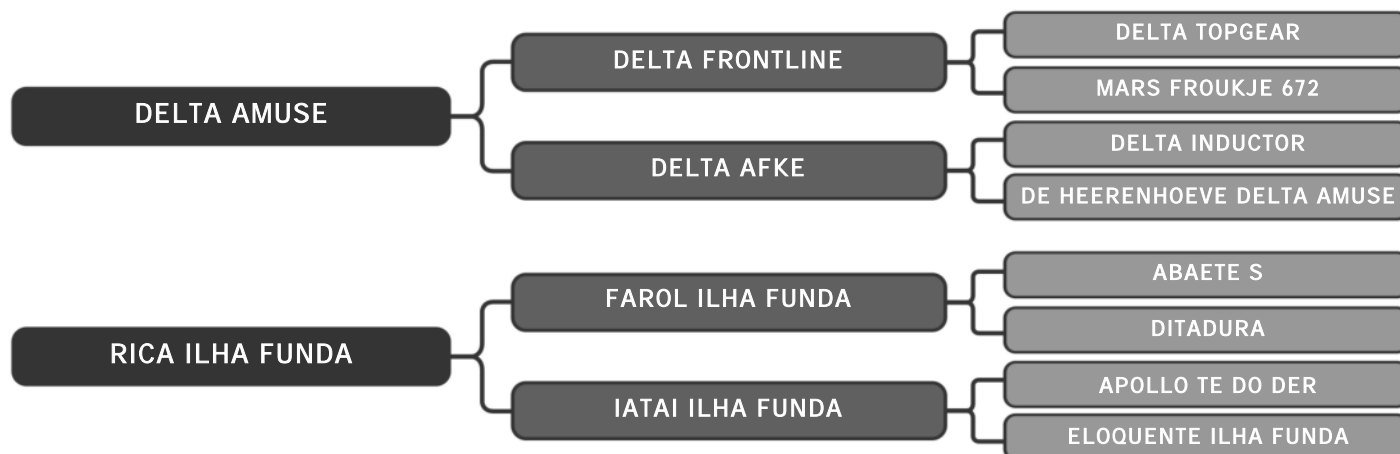 DELTA AMUSE
DELTA FRONTLINE
DELTA TOPGEAR
MARS FROUKJE 672
DELTA AFKE
DELTA INDUCTOR
DE HEERENHOEVE DELTA AMUSE
RICA ILHA FUNDA
FAROL ILHA FUNDA
ABAETE S
DITADURA
IATAI ILHA FUNDA
APOLLO TE DO DER
ELOQUENTE ILHA FUNDA